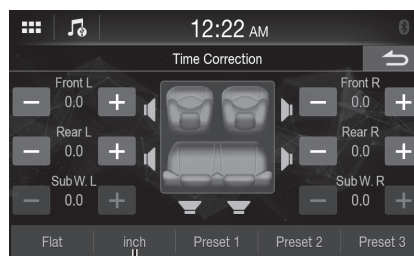 12:22 AM
Time Correction
Front L
− 0.0 +
Front R
− 0.0 +
Rear L
− 0.0 +
Rear R
− 0.0 +
Sub W. L
− 0.0 +
Sub W. R
− 0.0 +
Flat inch Preset 1 Preset 2 Preset 3